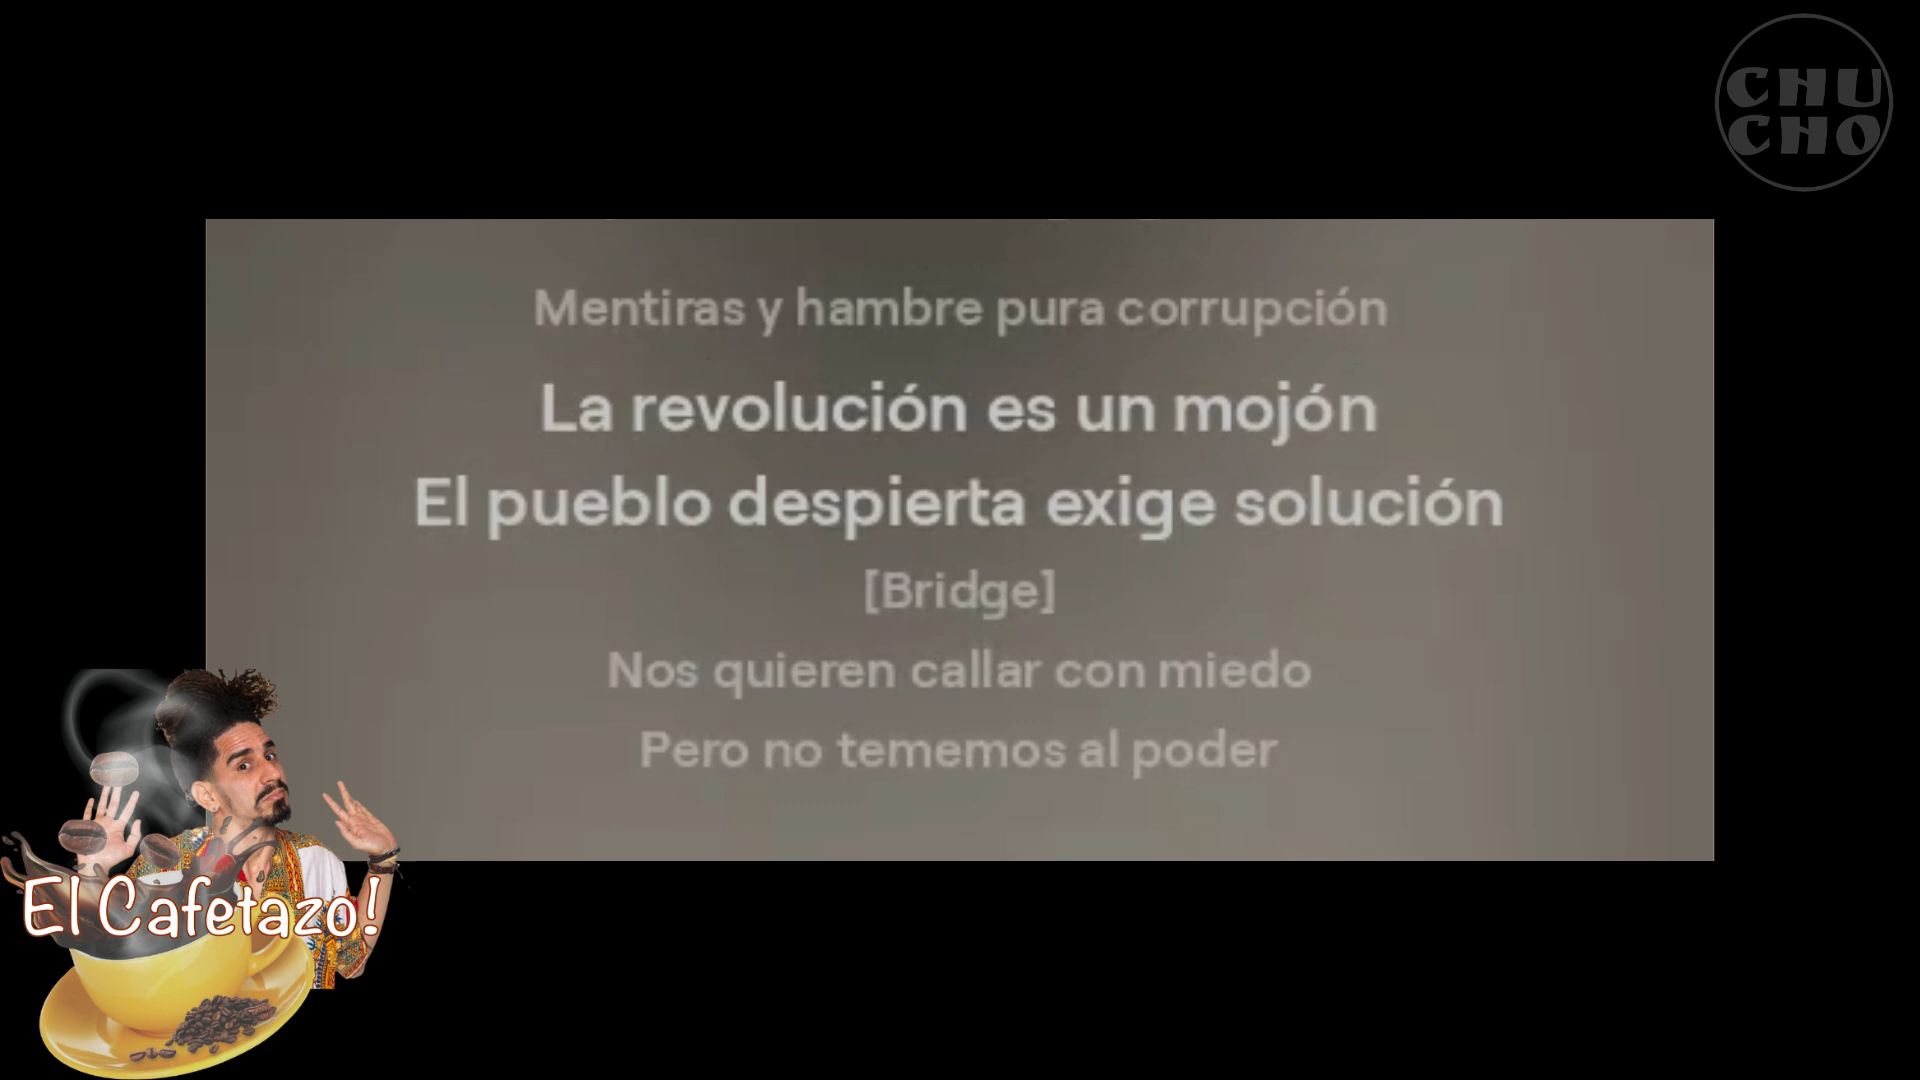 CHU
CHO
Mentiras y hambre pura corrupción
La revolución es un mojón
El pueblo despierta exige solución
[Bridge]
Nos quieren callar con miedo
Pero no tememos al poder
El Cafetazo!